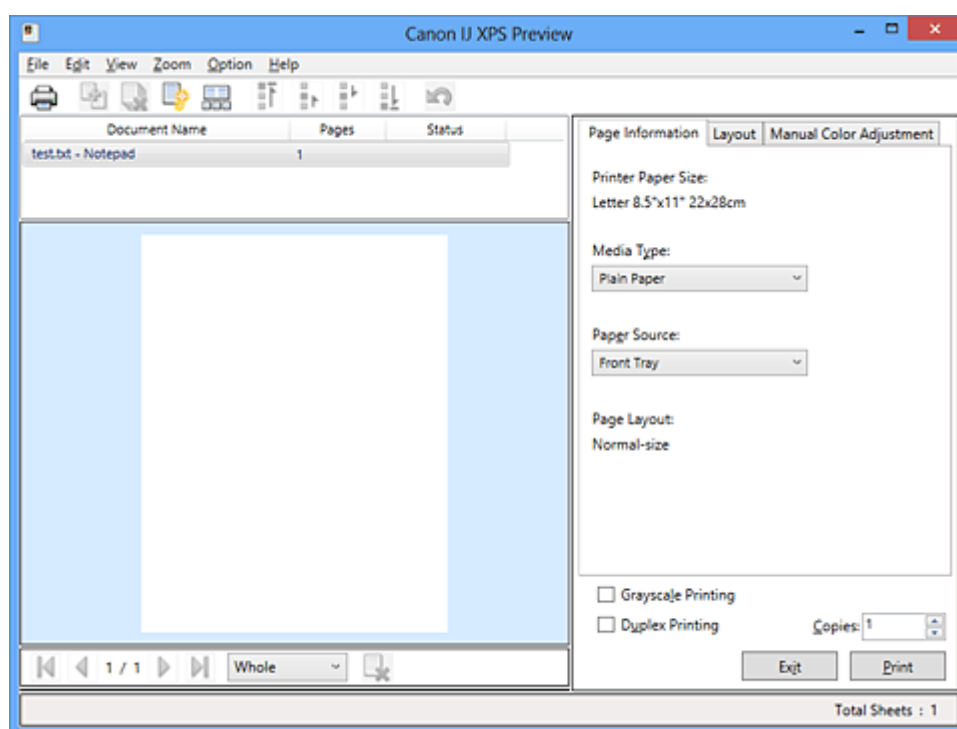 Canon IJ XPS Preview
File Edit View Zoom Option Help
Document Name Pages Status
test.txt - Notepad 1
Page Information Layout Manual Color Adjustment
Printer Paper Size:
Letter 8.5"x11" 22x28cm
Media Type:
Plain Paper
Paper Source:
Front Tray
Page Layout:
Normal-size
Grayscale Printing
Duplex Printing Copies: 1
1 / 1 Whole
Exit Print
Total Sheets : 1